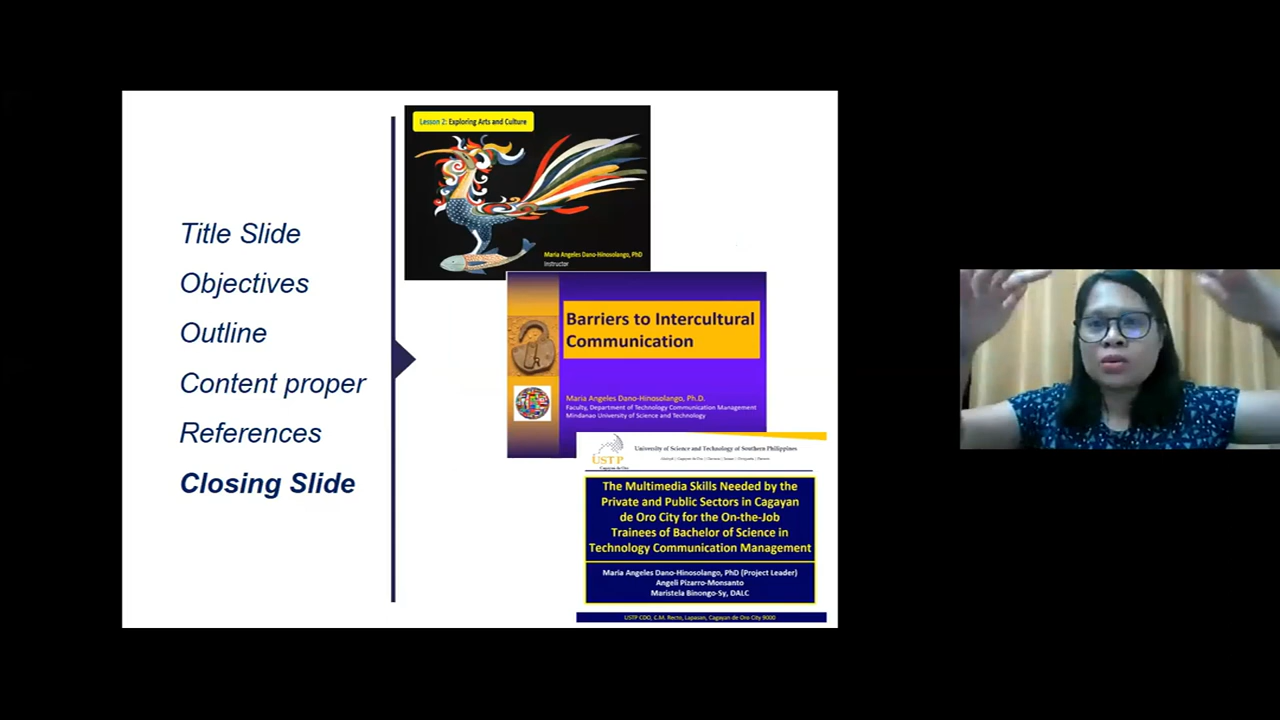 Title Slide
Objectives
Outline
Content proper
References
Closing Slide
Lesson 2: Exploring Arts and Culture
Maria Angeles Dano-Hinosolango, PhD
Instructor
Barriers to Intercultural
Communication
Maria Angeles Dano-Hinosolango, Ph.D.
Faculty, Department of Technology Communication Management
Mindanao University of Science and Technology
USTP
University of Science and Technology of Southern Philippines
The Multimedia Skills Needed by the
Private and Public Sectors in Cagayan
de Oro City for the On-the-Job
Trainees of Bachelor of Science in
Technology Communication Management
Maria Angeles Dano-Hinosolango, PhD (Project Leader)
Angeli Pizarro-Monsanto
Maristela Binongo-Sy, DALC
USTP CDO, C.M. Recto, Lapasan, Cagayan de Oro City 9000